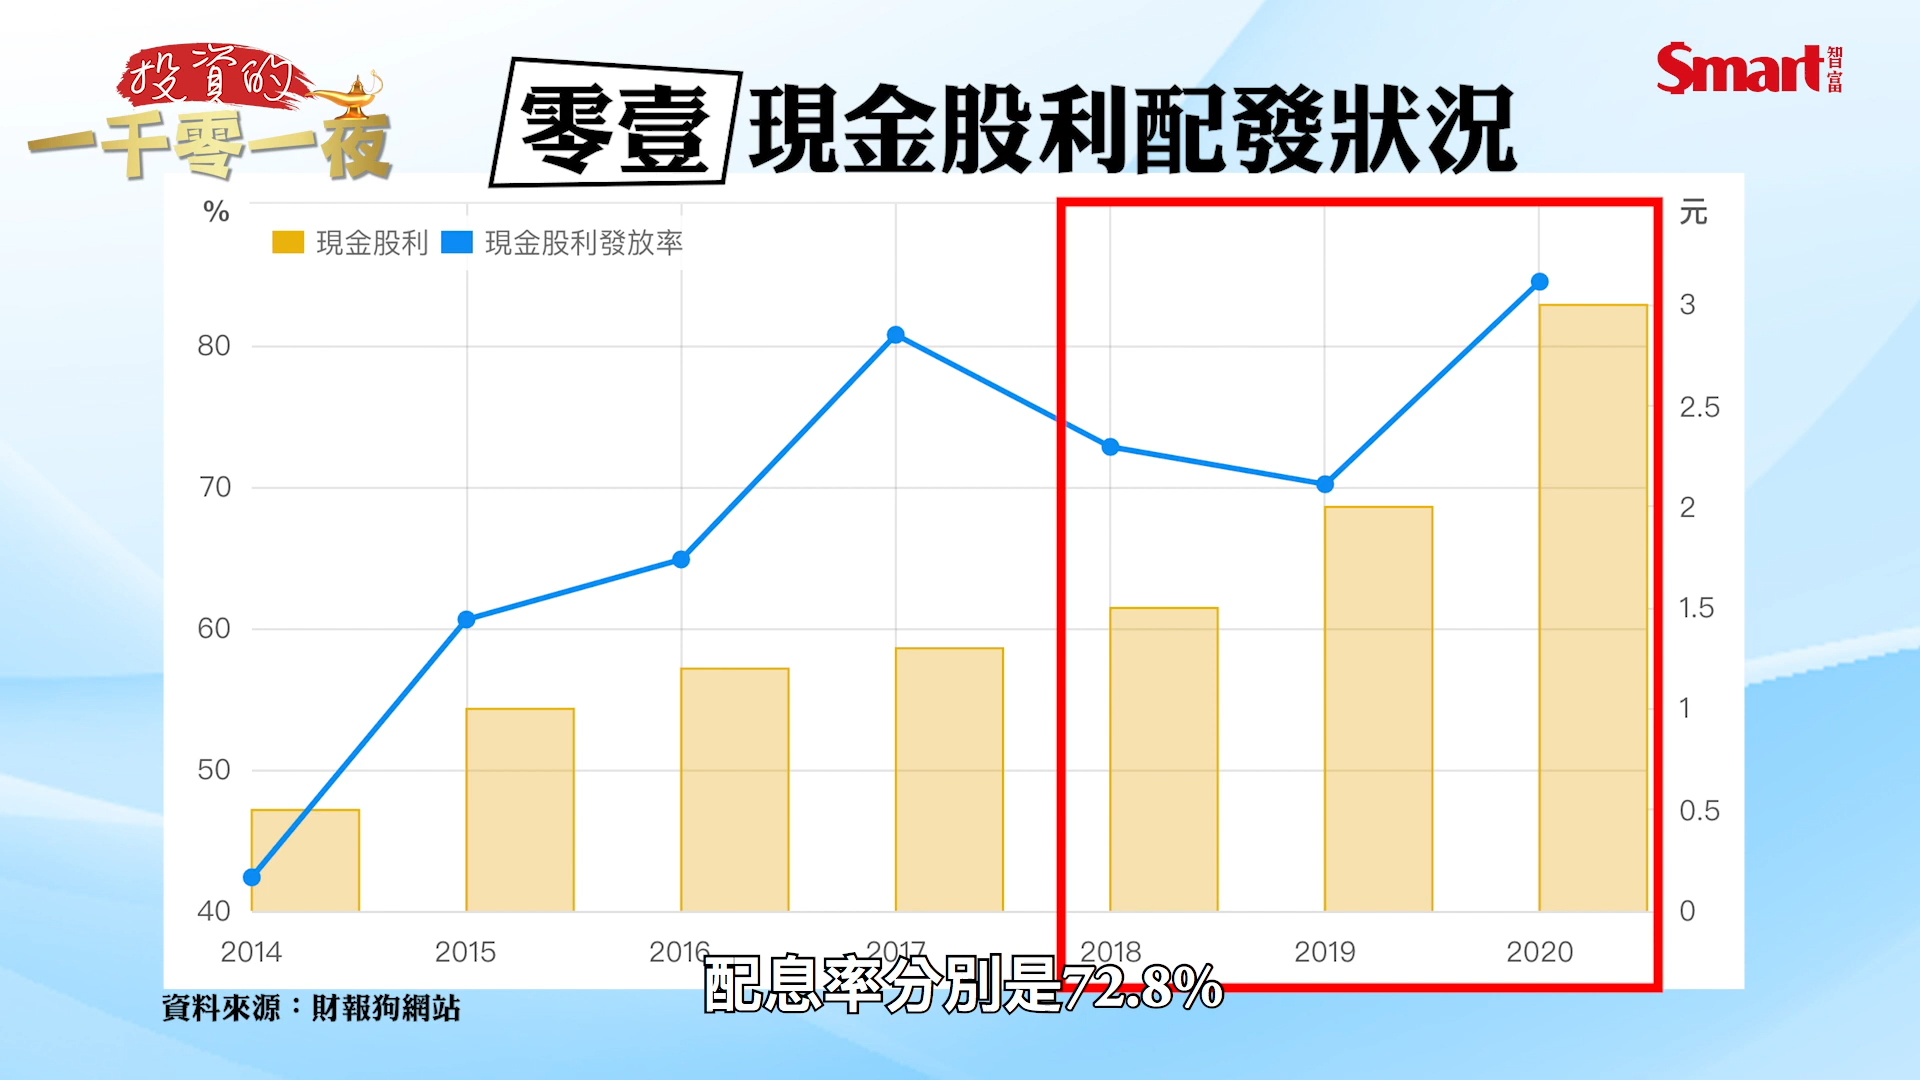 投資的
一千零一夜
零壹 現金股利配發狀況
Smart 智富
%
元
現金股利 現金股利發放率
80
70
60
50
40
3
2.5
2
1.5
1
0.5
0
2014 2015 2016 2017 2018 2019 2020
配息率分別是72.8%
資料來源：財報狗網站